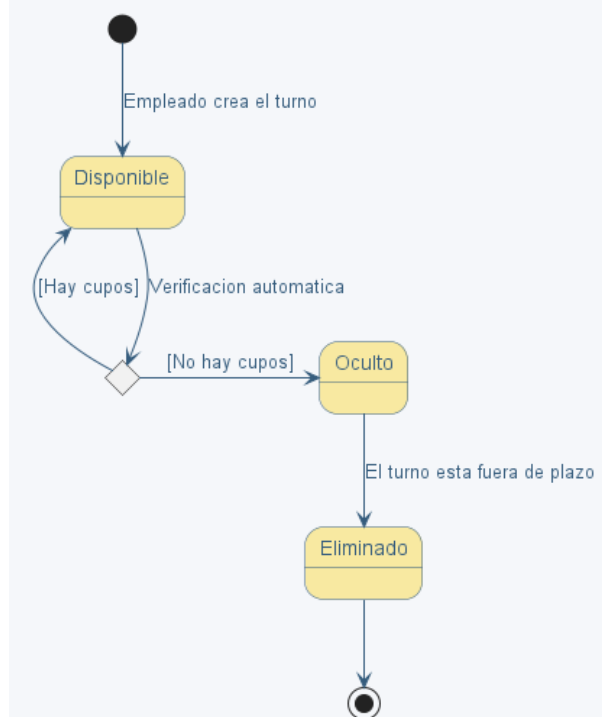 Empleado crea el turno
Disponible
[Hay cupos]
Verificacion automatica
[No hay cupos]
Oculto
El turno esta fuera de plazo
Eliminado